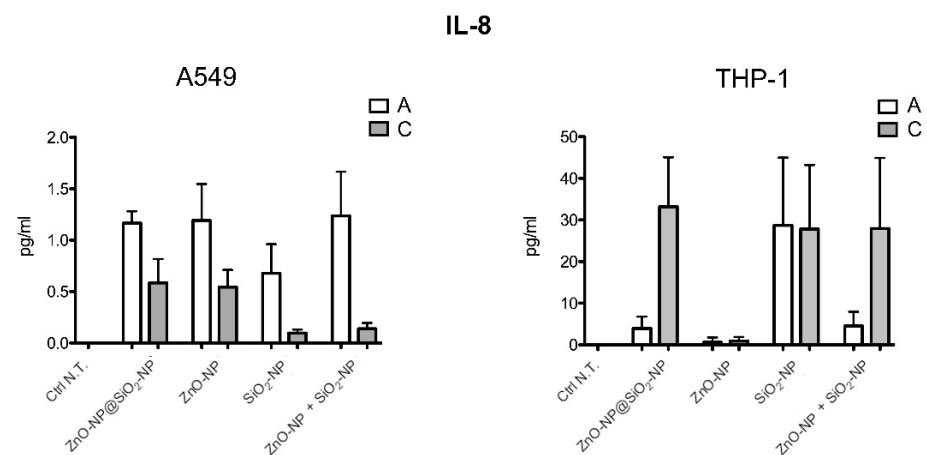 IL-8
A549
A
C
pg/ml
2.0
1.5
1.0
0.5
0.0
Ctrl N.T.
ZnO-NP@SiO₂-NP
ZnO-NP
SiO₂-NP
ZnO-NP + SiO₂-NP
THP-1
A
C
pg/ml
50
40
30
20
10
0
Ctrl N.T.
ZnO-NP@SiO₂-NP
ZnO-NP
SiO₂-NP
ZnO-NP + SiO₂-NP